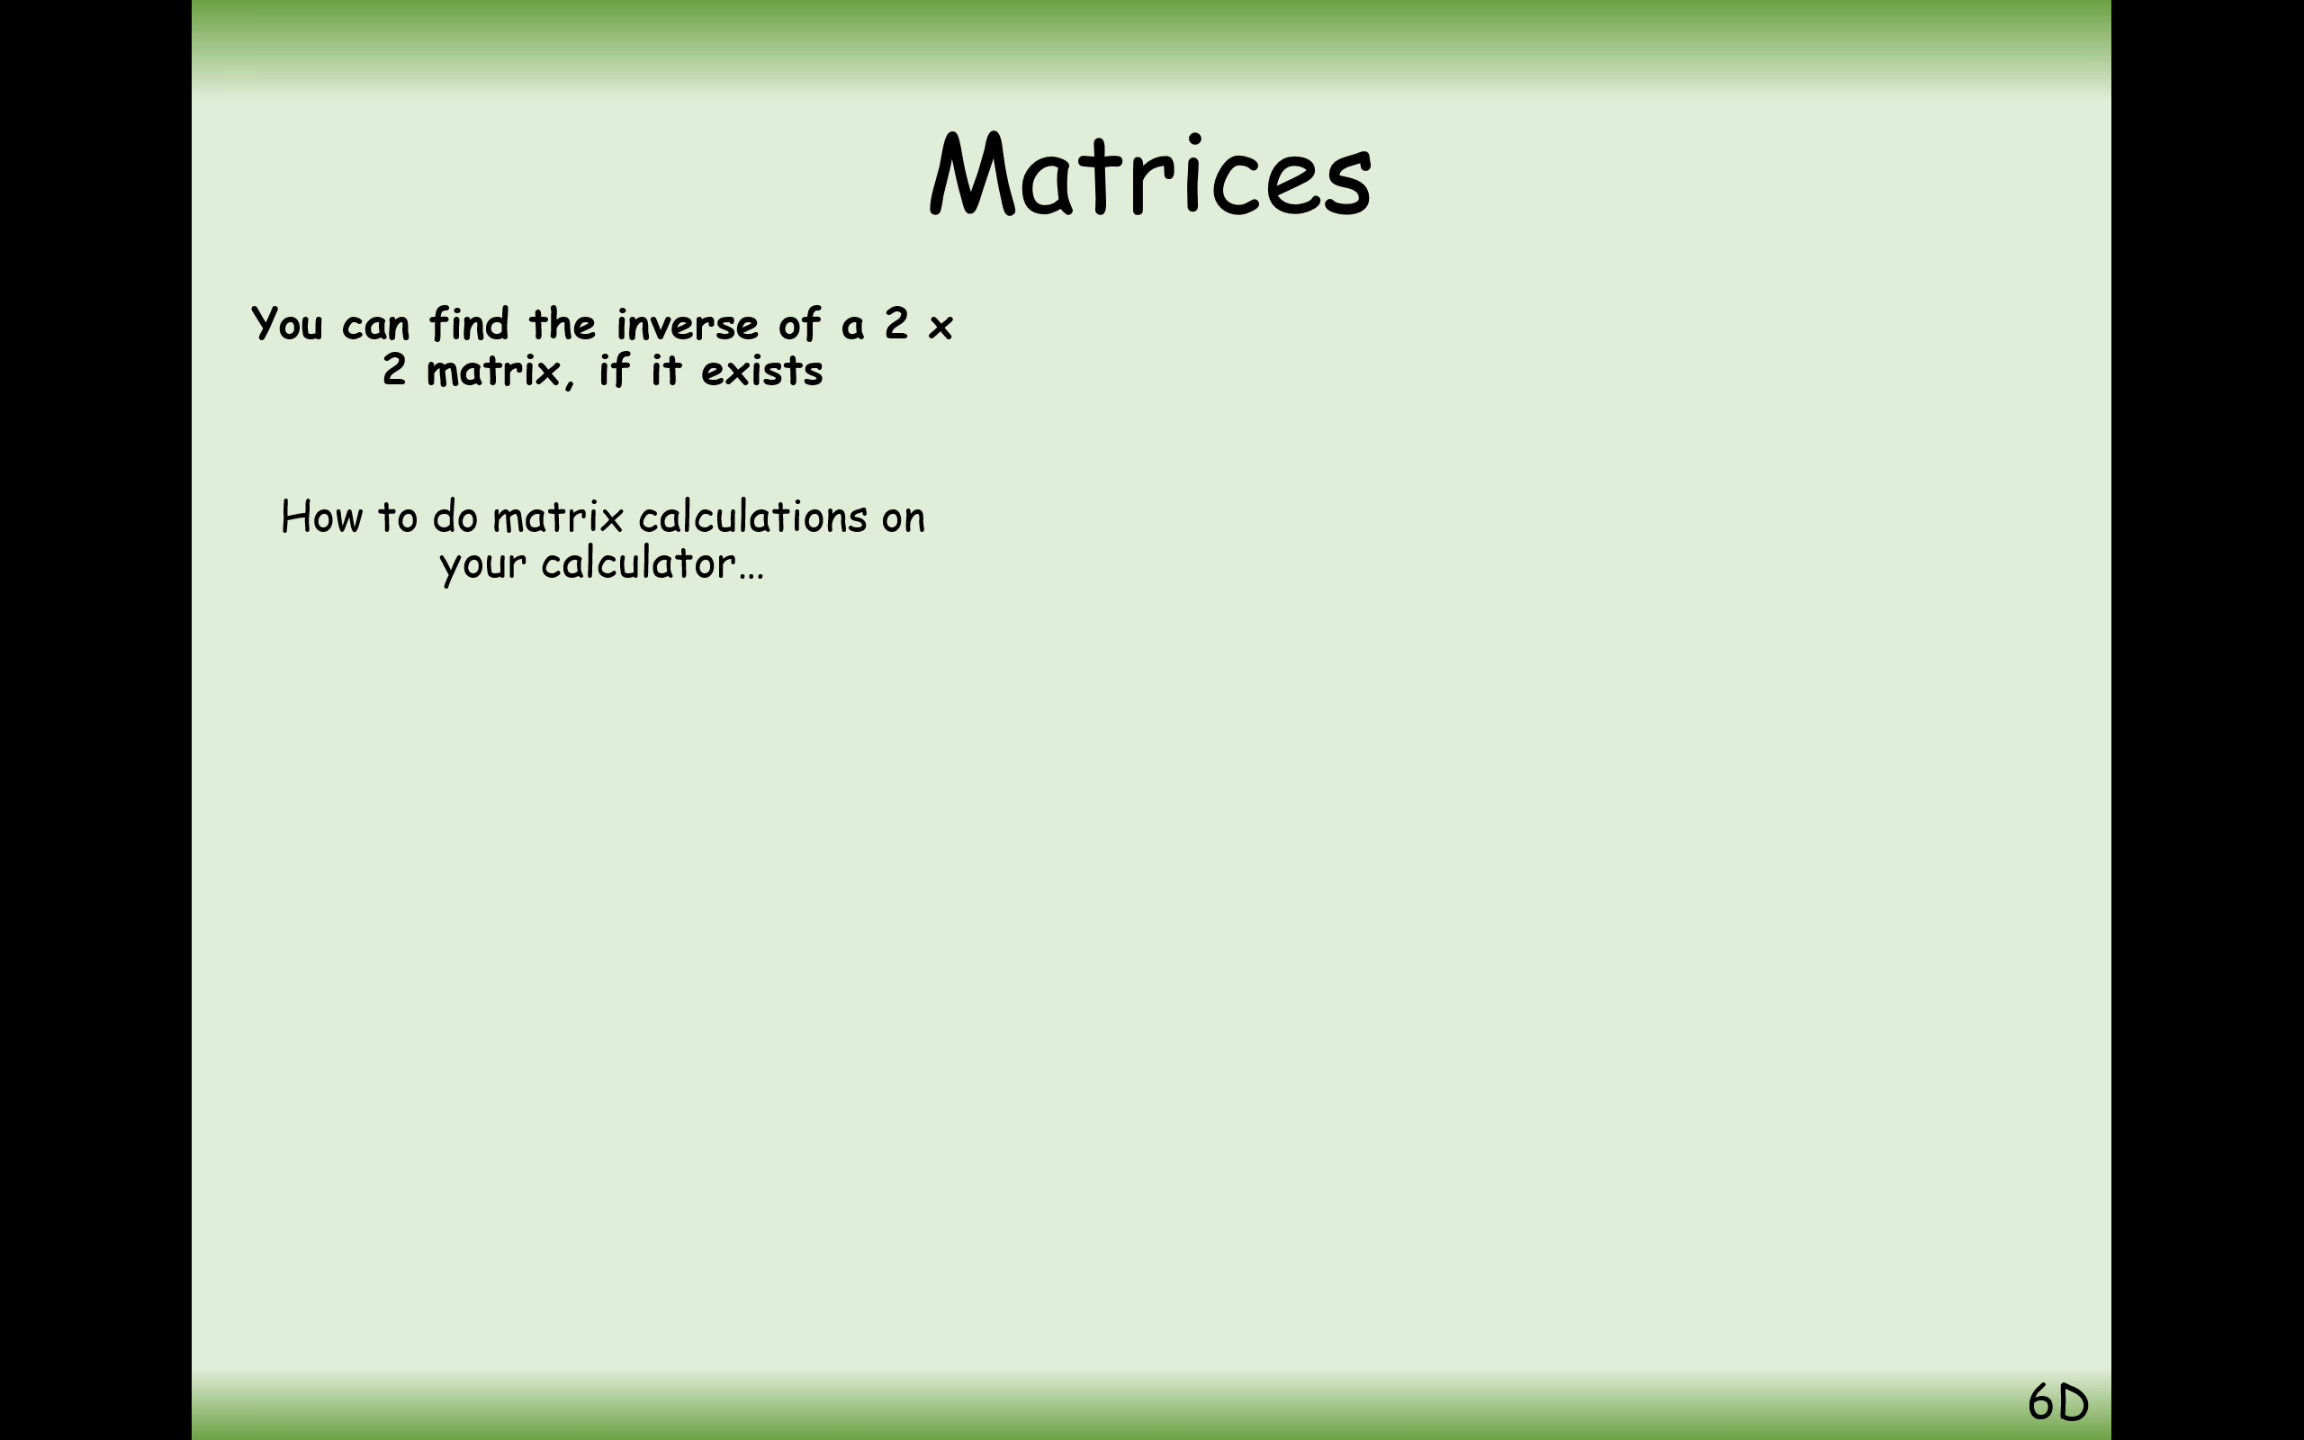 Matrices
You can find the inverse of a 2 x
2 matrix, if it exists
How to do matrix calculations on
your calculator…
6D